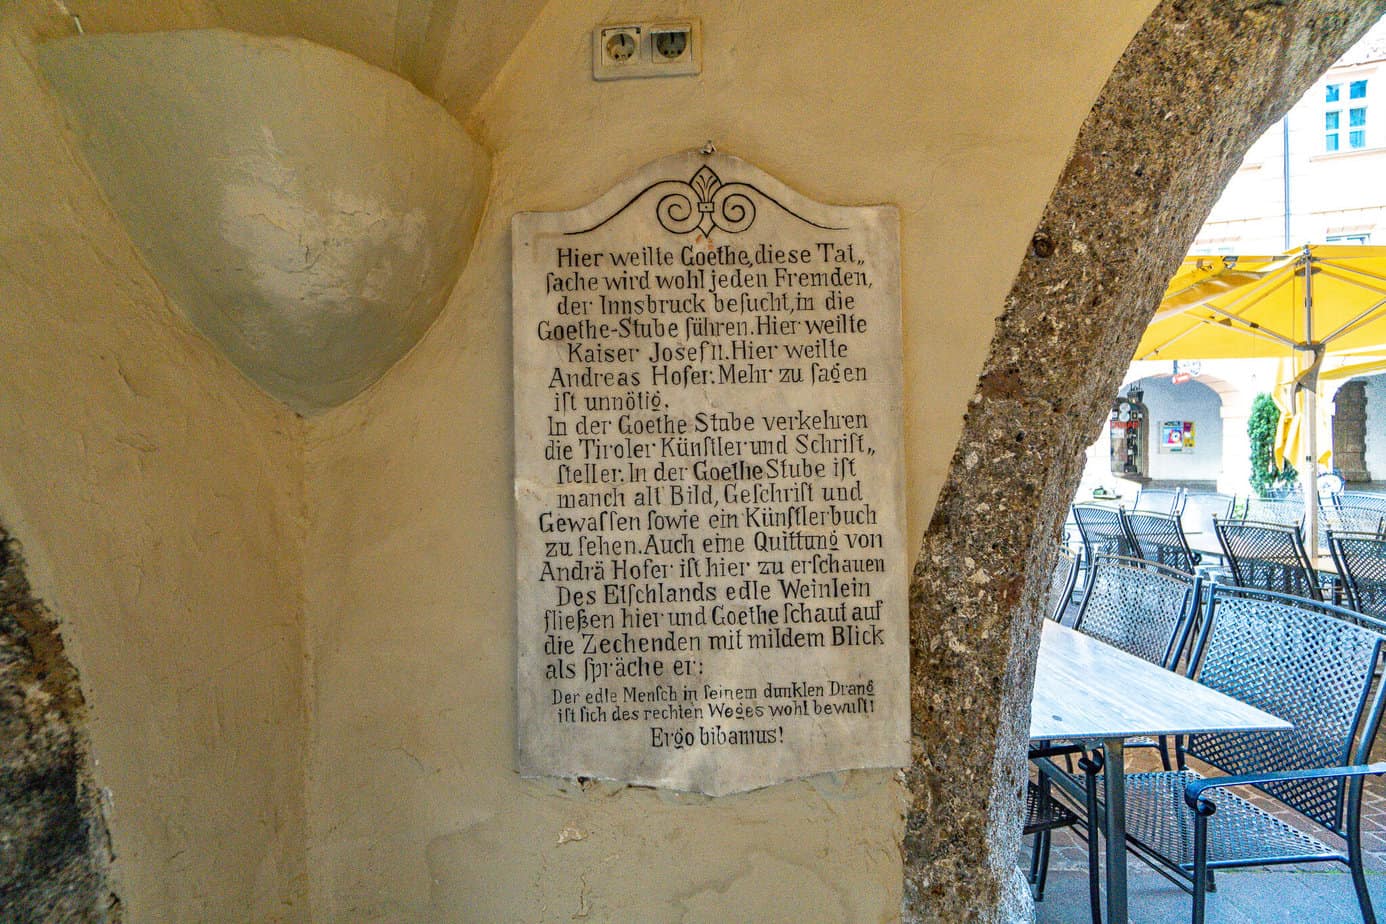 Hier weilte Goethe, diese Tat„
ſache wird wohl jeden Fremden,
der Innsbruck beſucht, in die
Goethe-Stube führen. Hier weilte
Kaiser Josef II. Hier weilte
Andreas Hofer. Mehr zu ſagen
iſt unnötig.
In der Goethe Stube verkehren
die Tiroler Künſtler und Schrift„
ſteller. In der Goethe Stube iſt
manch alt Bild, Geſchriſt und
Gewaffen ſowie ein Künſtlerbuch
zu ſehen. Auch eine Quittung von
Andrä Hofer iſt hier zu erſchauen
Des Etſchlands edle Weinlein
fließen hier und Goethe ſchaut auf
die Zechenden mit mildem Blick
als ſpräche er:
Der edle Menſch in ſeinem dunklen Drang
iſt ſich des rechten Weges wohl bewuſt!
Ergo bibamus!